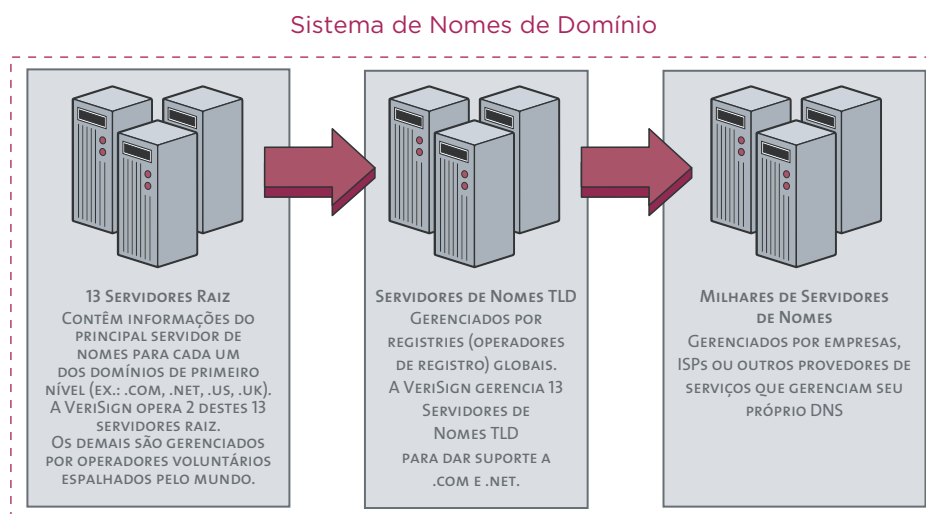 Sistema de Nomes de Domínio
13 Servidores Raiz
Contêm informações do
principal servidor de
nomes para cada um
dos domínios de primeiro
nível (ex.: .com, .net, .us, .uk).
A VeriSign opera 2 destes 13
servidores raiz.
Os demais são gerenciados
por operadores voluntários
espalhados pelo mundo.
Servidores de Nomes TLD
Gerenciados por
registries (operadores
de registro) globais.
A VeriSign gerencia 13
Servidores de
Nomes TLD
para dar suporte a
.com e .net.
Milhares de Servidores
de Nomes
Gerenciados por empresas,
ISPs ou outros provedores de
serviços que gerenciam seu
próprio DNS